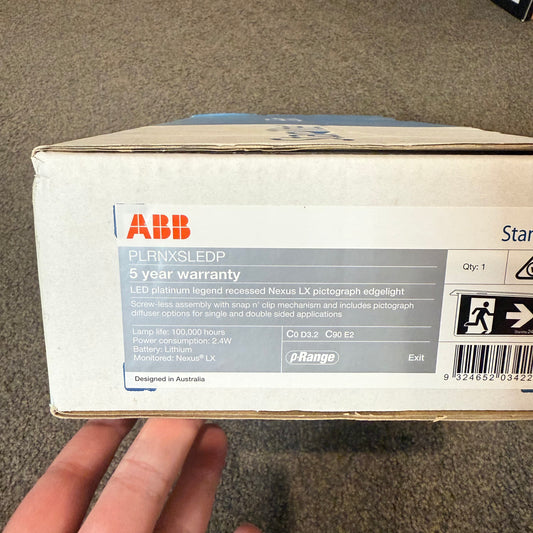 ABB
PLRNXSLEDP
5 year warranty
LED platinum legend recessed Nexus LX pictograph edgelight
Screw-less assembly with snap n' clip mechanism and includes pictograph
diffuser options for single and double sided applications
Lamp life: 100,000 hours
Power consumption: 2.4W
Battery: Lithium
Monitored: Nexus® LX
C0 D3.2 C90 E2
p-Range
Exit
Designed in Australia
Stan
Qty: 1
9 324652 03422